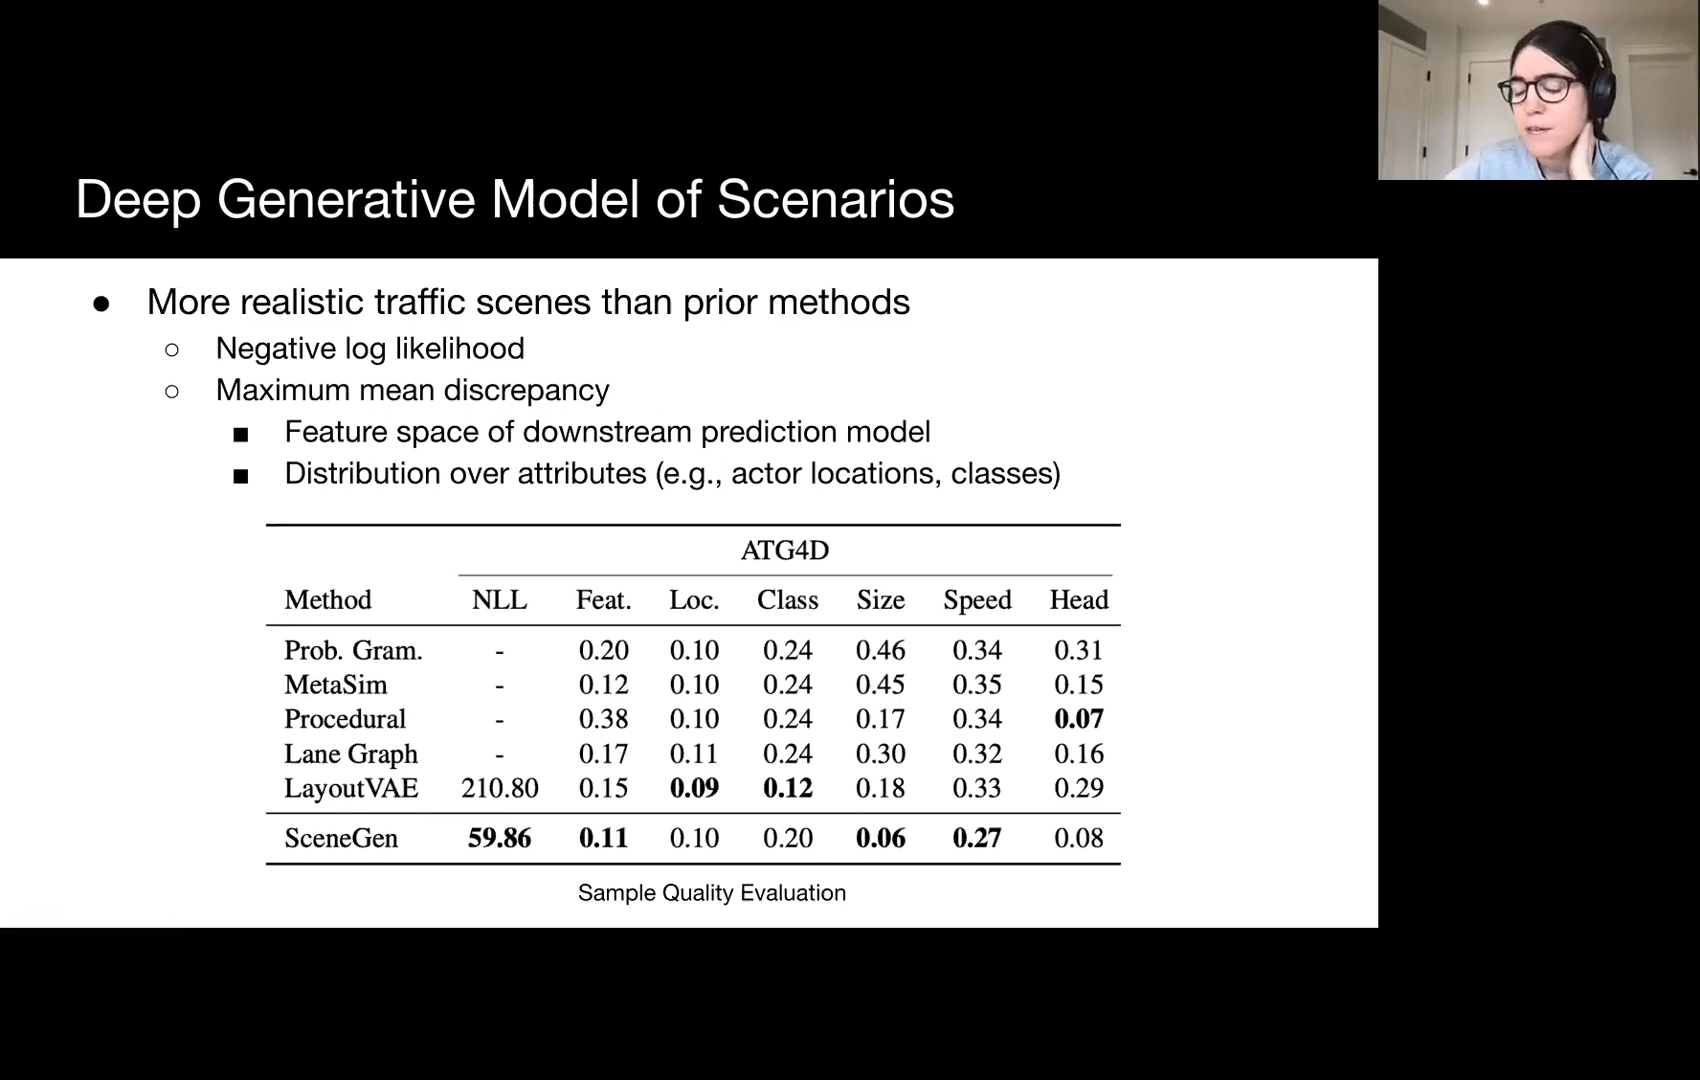 Deep Generative Model of Scenarios
● More realistic traffic scenes than prior methods
○ Negative log likelihood
○ Maximum mean discrepancy
■ Feature space of downstream prediction model
■ Distribution over attributes (e.g., actor locations, classes)
ATG4D
Method NLL Feat. Loc. Class Size Speed Head
Prob. Gram. - 0.20 0.10 0.24 0.46 0.34 0.31
MetaSim - 0.12 0.10 0.24 0.45 0.35 0.15
Procedural - 0.38 0.10 0.24 0.17 0.34 0.07
Lane Graph - 0.17 0.11 0.24 0.30 0.32 0.16
LayoutVAE 210.80 0.15 0.09 0.12 0.18 0.33 0.29
SceneGen 59.86 0.11 0.10 0.20 0.06 0.27 0.08
Sample Quality Evaluation